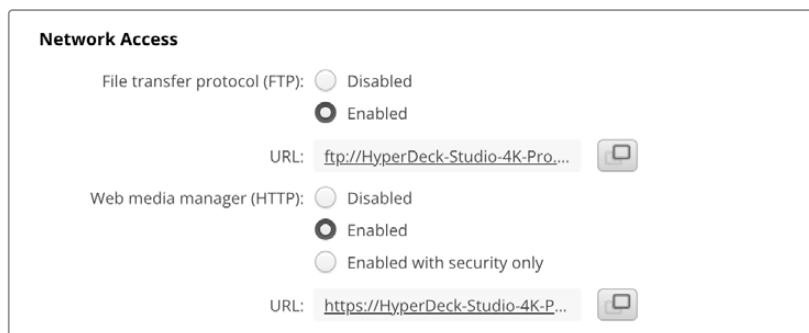 Network Access
File transfer protocol (FTP): Disabled
Enabled
URL: ftp://HyperDeck-Studio-4K-Pro....
Web media manager (HTTP): Disabled
Enabled
Enabled with security only
URL: https://HyperDeck-Studio-4K-P...